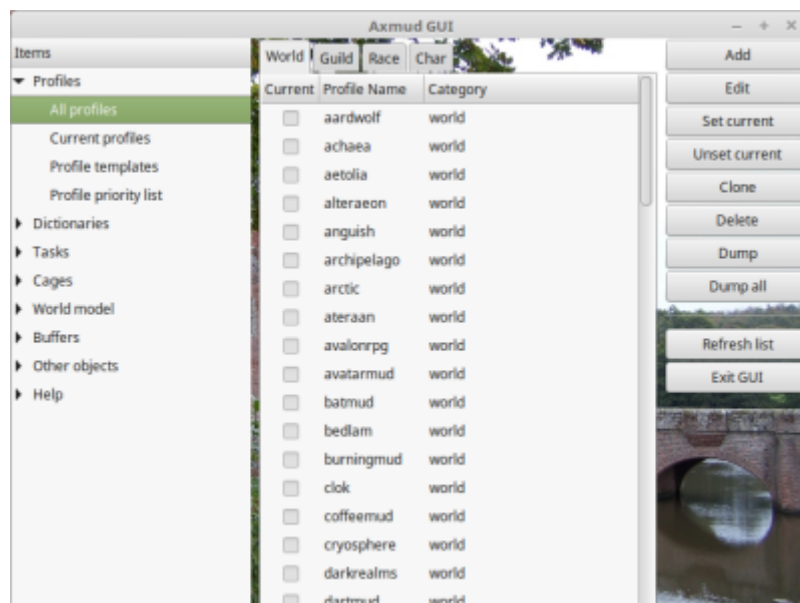 Axmud GUI
Items
Profiles
All profiles
Current profiles
Profile templates
Profile priority list
Dictionaries
Tasks
Cages
World model
Buffers
Other objects
Help
World Guild Race Char
Current Profile Name Category
aardwolf world
achaea world
aetolia world
alteraeon world
anguish world
archipelago world
arctic world
ateraan world
avalonrpg world
avatarmud world
batmud world
bedlam world
burningmud world
clok world
coffeemud world
cryosphere world
darkrealms world
dartmud world
Add
Edit
Set current
Unset current
Clone
Delete
Dump
Dump all
Refresh list
Exit GUI